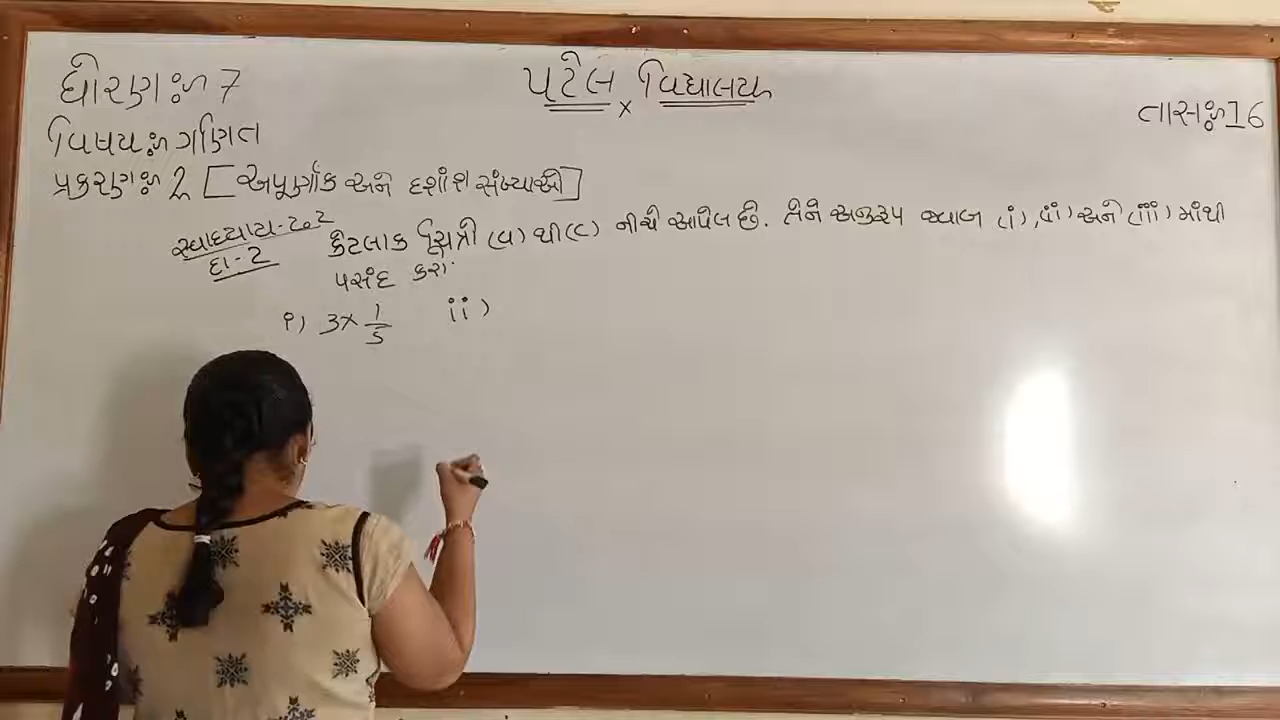 પટેલ વિદ્યાલય
x
ધોરણ ઃ 7
તાસ ઃ 16
વિષય ઃ ગણિત
પ્રકરણ ઃ 2 [અપૂર્ણાંક અને દશાંશ સંખ્યાઓ]
સ્વાધ્યાય-2.2
દા-2
કેટલાક ચિત્રો (a) થી (c) નીચે આપેલ છે. તેને અનુરૂપ જવાબ (i), (ii) અને (iii) માંથી
પસંદ કરો.
૧) 3 × 1/5 ii)